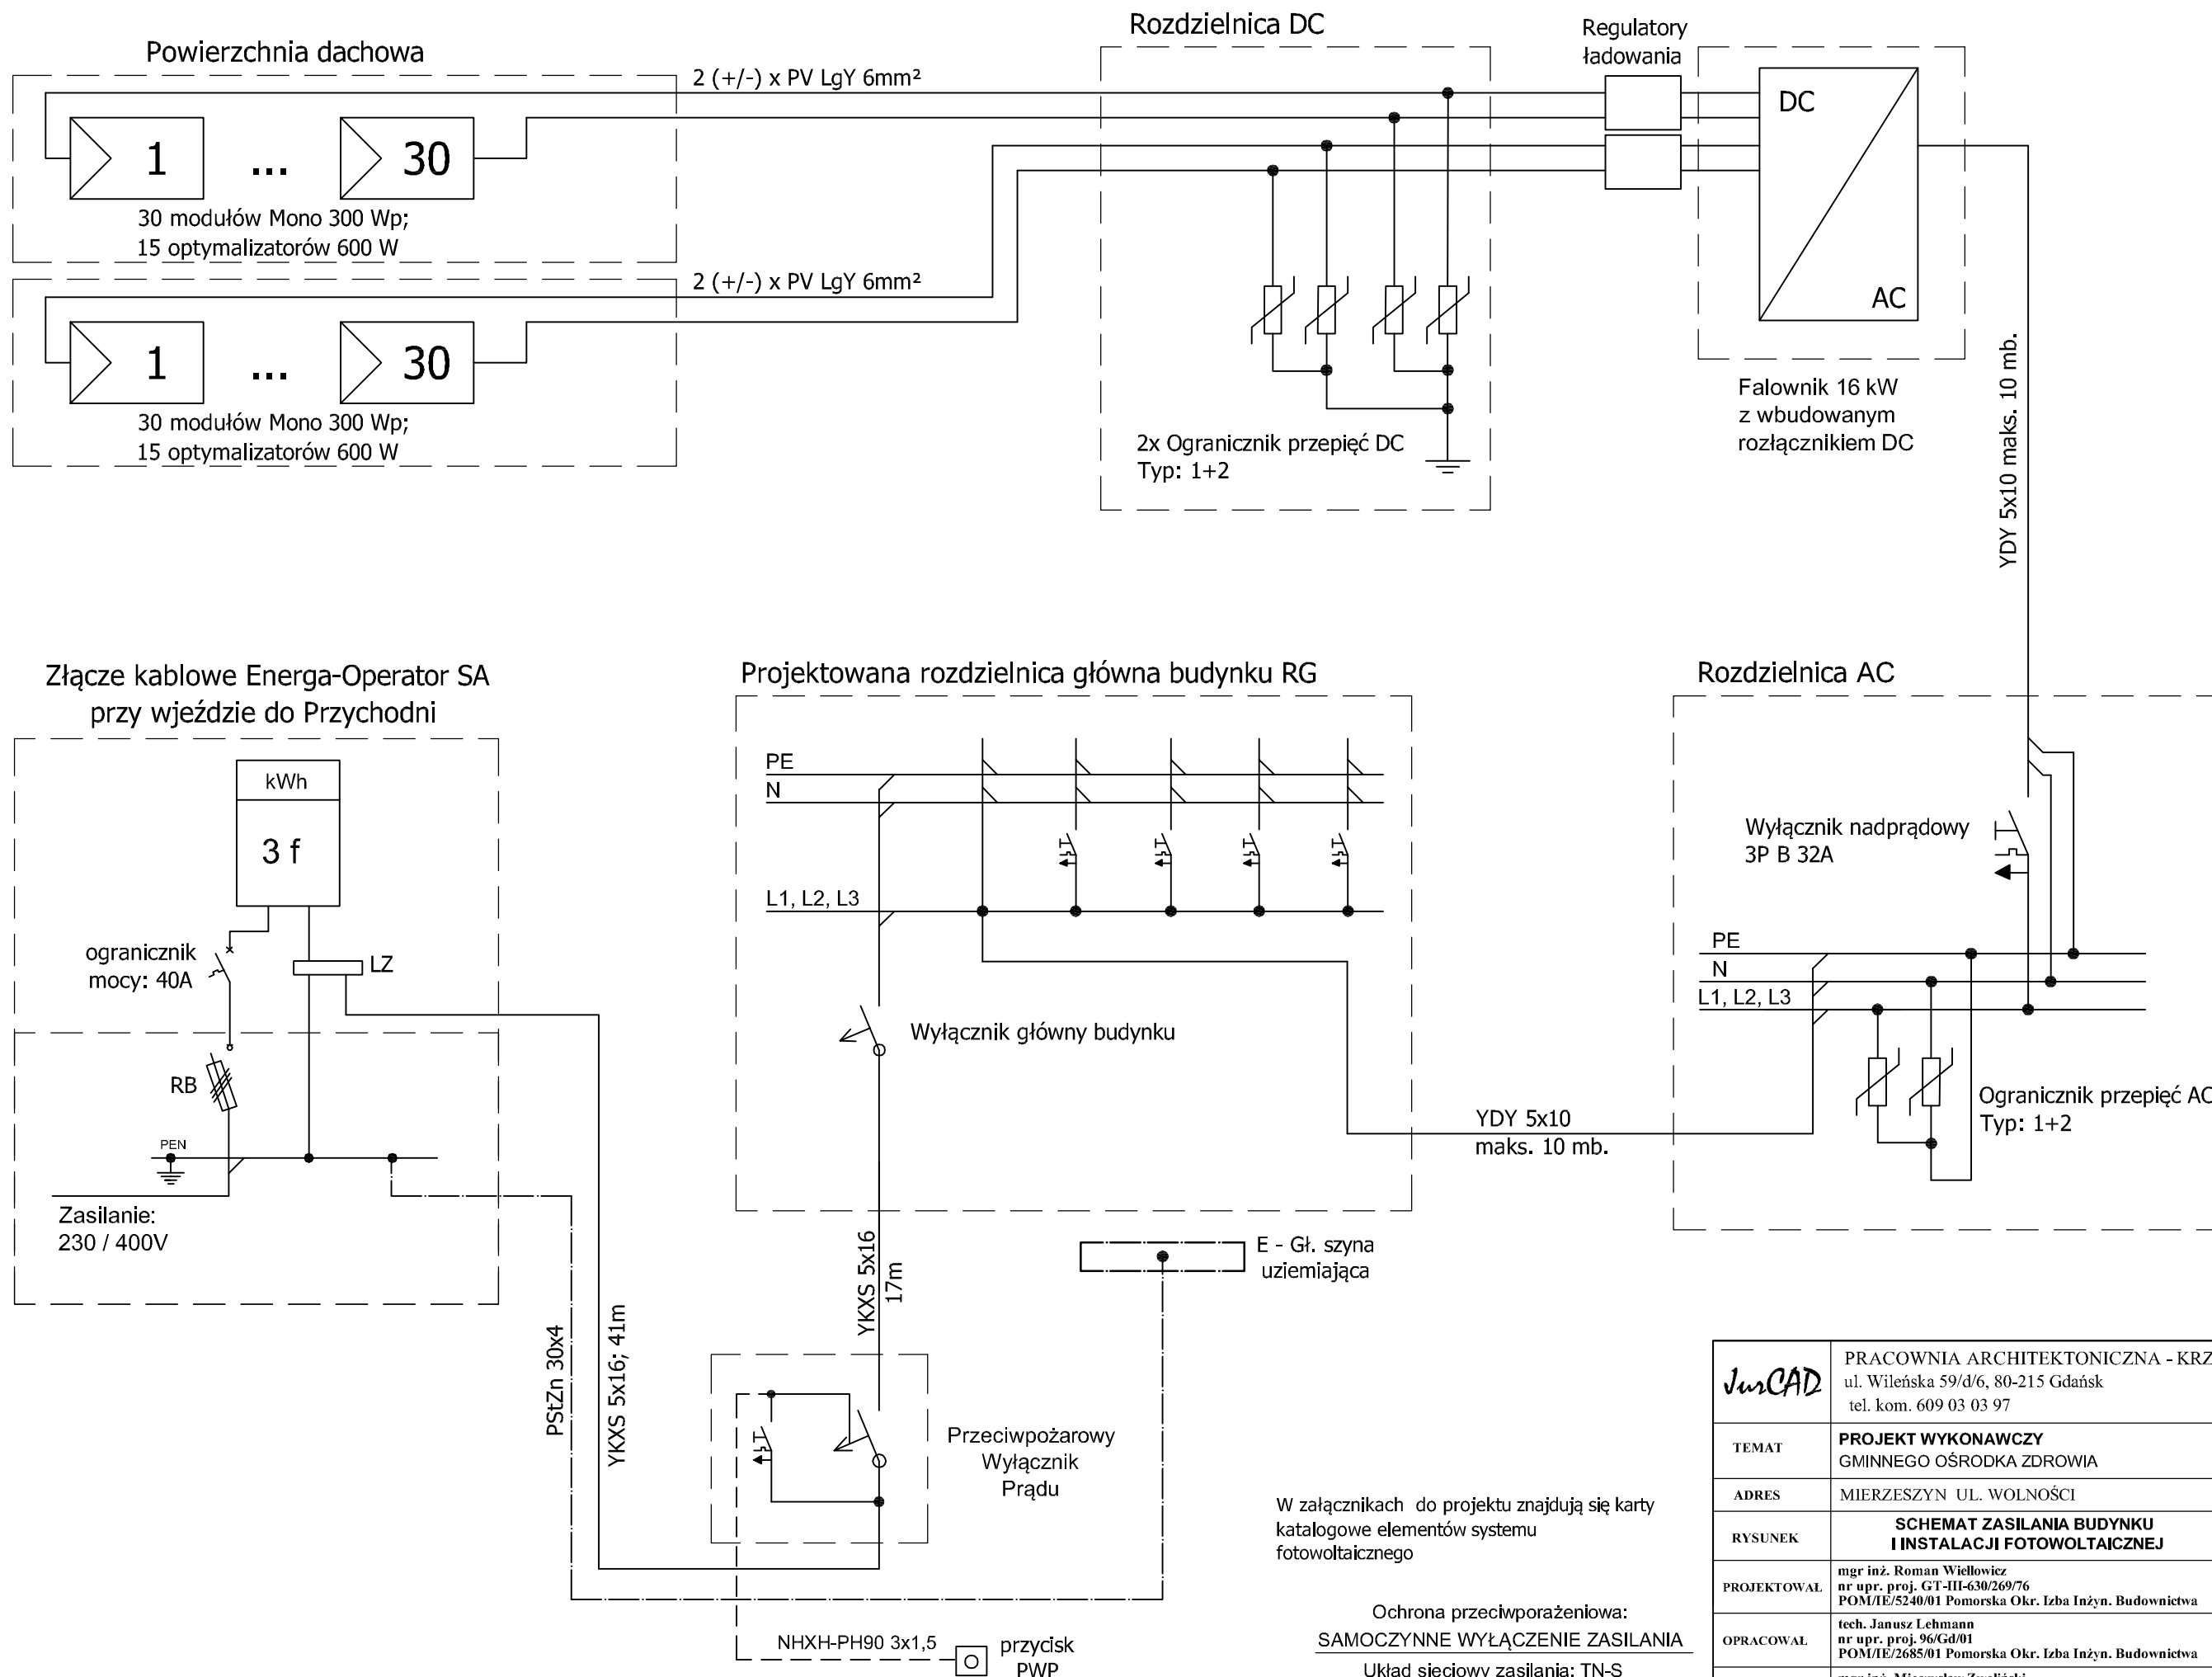 Powierzchnia dachowa
2 (+/-) x PV LgY 6mm²
1
...
30
30 modułów Mono 300 Wp;
15 optymalizatorów 600 W
2 (+/-) x PV LgY 6mm²
1
...
30
30 modułów Mono 300 Wp;
15 optymalizatorów 600 W
Rozdzielnica DC
2x Ogranicznik przepięć DC
Typ: 1+2
Regulatory
ładowania
DC
AC
Falownik 16 kW
z wbudowanym
rozłącznikiem DC
YDY 5x10 maks. 10 mb.
Złącze kablowe Energa-Operator SA
przy wjeździe do Przychodni
kWh
3 f
ogranicznik
mocy: 40A
LZ
RB
PEN
Zasilanie:
230 / 400V
Projektowana rozdzielnica główna budynku RG
PE
N
L1, L2, L3
Wyłącznik główny budynku
YDY 5x10
maks. 10 mb.
Rozdzielnica AC
Wyłącznik nadprądowy
3P B 32A
PE
N
L1, L2, L3
Ogranicznik przepięć AC
Typ: 1+2
E - Gł. szyna
uziemiająca
YKXS 5x16
17m
PStZn 30x4
YKXS 5x16; 41m
Przeciwpożarowy
Wyłącznik
Prądu
NHXH-PH90 3x1,5
przycisk
PWP
W załącznikach do projektu znajdują się karty
katalogowe elementów systemu
fotowoltaicznego
Ochrona przeciwporażeniowa:
SAMOCZYNNE WYŁĄCZENIE ZASILANIA
Układ sieciowy zasilania: TN-S
JurCAD
PRACOWNIA ARCHITEKTONICZNA - KRZ
ul. Wileńska 59/d/6, 80-215 Gdańsk
tel. kom. 609 03 03 97
TEMAT
PROJEKT WYKONAWCZY
GMINNEGO OŚRODKA ZDROWIA
ADRES
MIERZESZYN UL. WOLNOŚCI
RYSUNEK
SCHEMAT ZASILANIA BUDYNKU
I INSTALACJI FOTOWOLTAICZNEJ
PROJEKTOWAŁ
mgr inż. Roman Wiellowicz
nr upr. proj. GT-III-630/269/76
POM/IE/5240/01 Pomorska Okr. Izba Inżyn. Budownictwa
OPRACOWAŁ
tech. Janusz Lehmann
nr upr. proj. 96/Gd/01
POM/IE/2685/01 Pomorska Okr. Izba Inżyn. Budownictwa